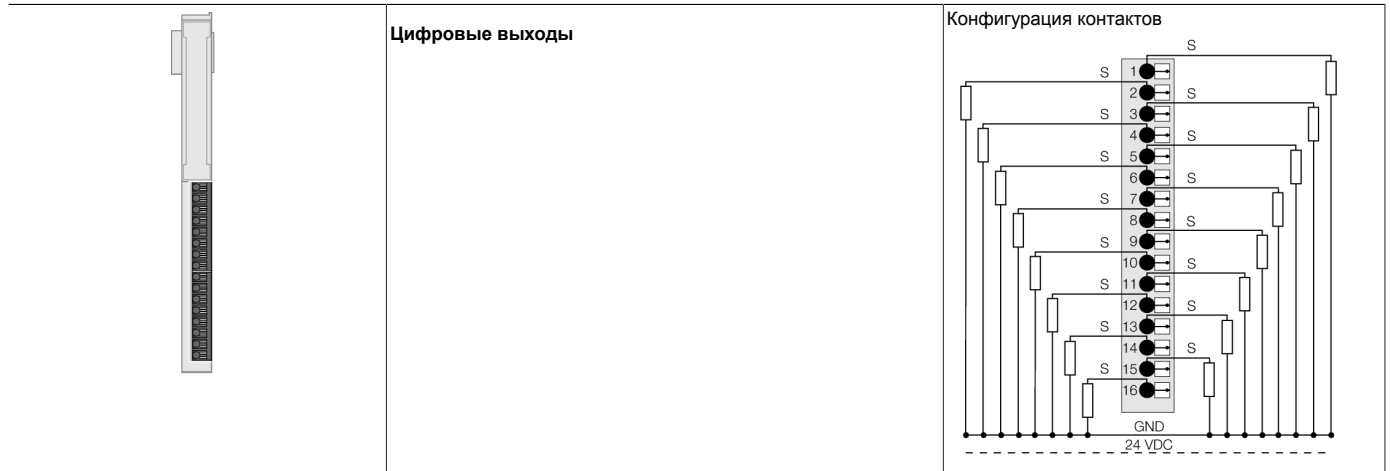 Цифровые выходы
Конфигурация контактов
S
S 1
2 S
S 3
4 S
S 5
6 S
S 7
8 S
S 9
10 S
S 11
12 S
S 13
14 S
S 15
16
GND
24 VDC